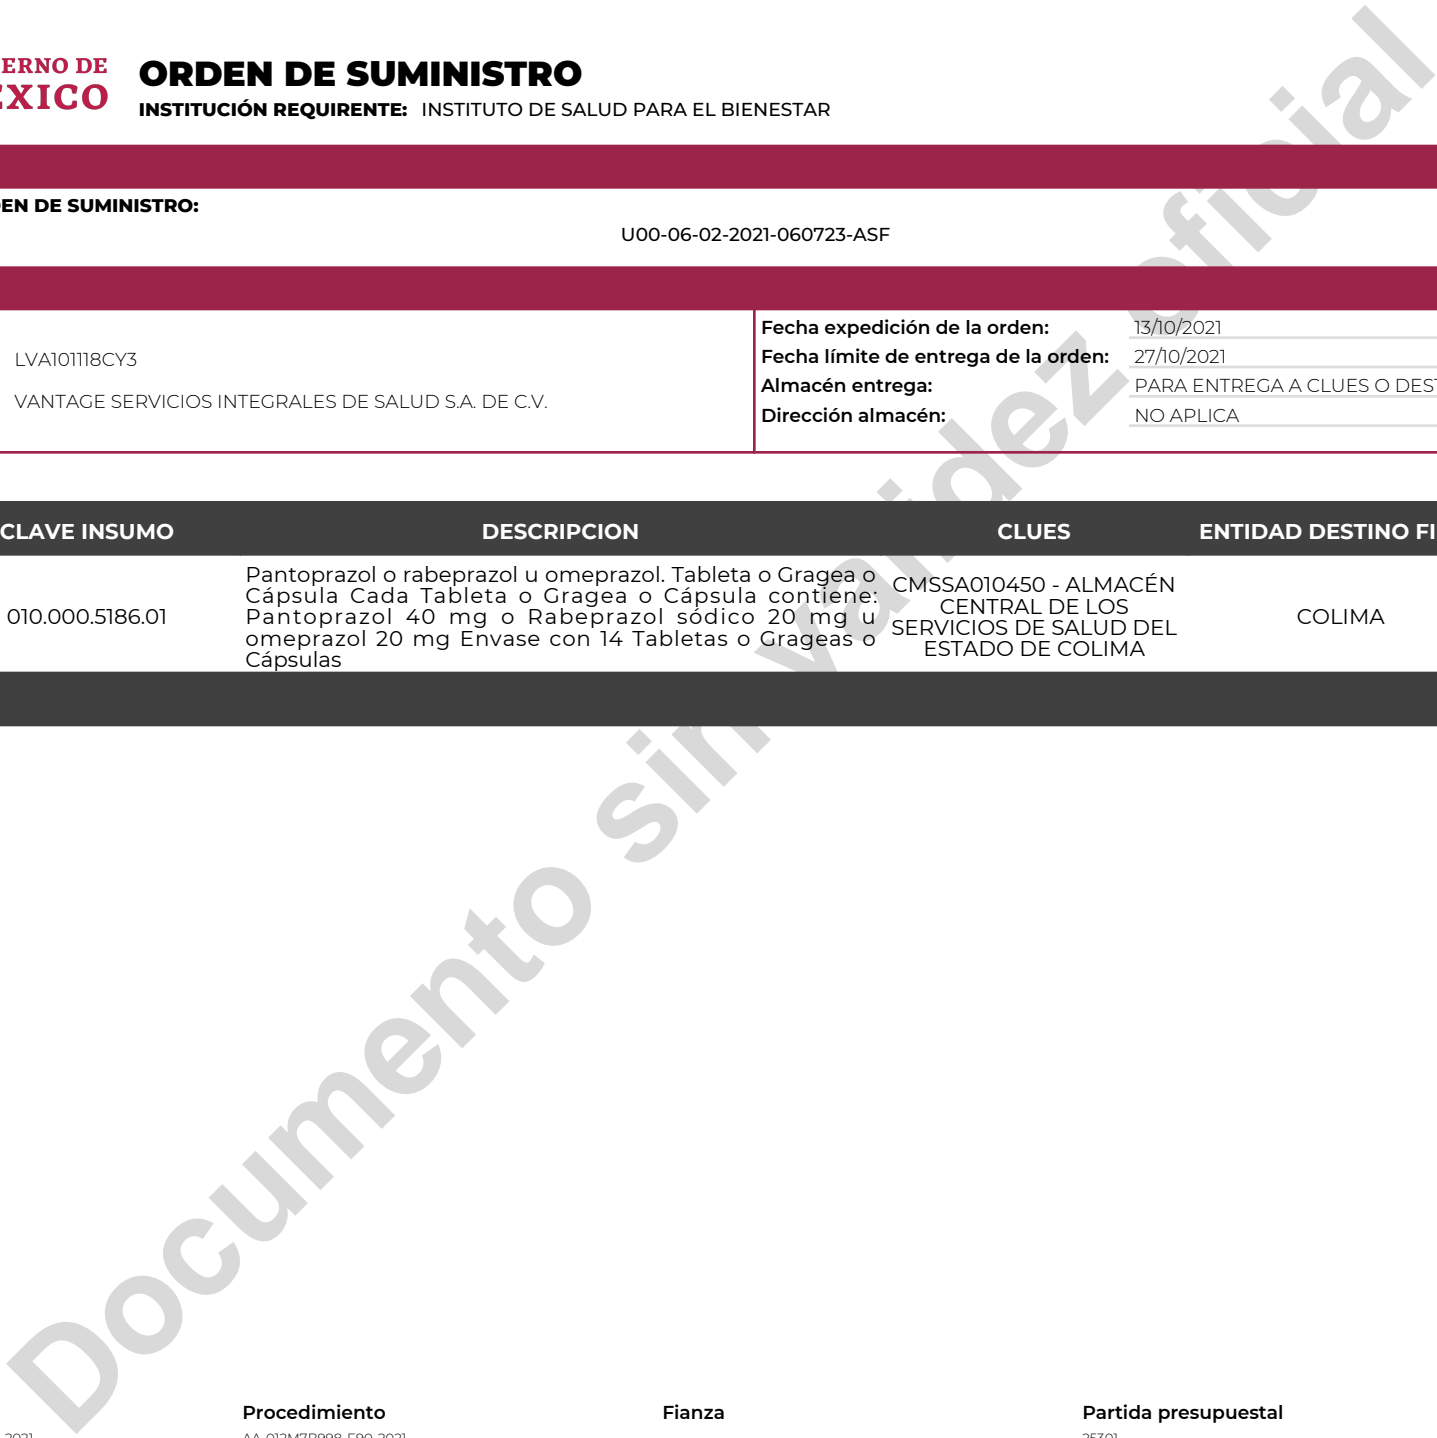 ERNO DE
ORDEN DE SUMINISTRO
INSTITUCIÓN REQUIRENTE: INSTITUTO DE SALUD PARA EL BIENESTAR
EN DE SUMINISTRO:
U00-06-02-2021-060723-ASF
LVA101118CY3
VANTAGE SERVICIOS INTEGRALES DE SALUD S.A. DE C.V.
Fecha expedición de la orden: 13/10/2021
Fecha límite de entrega de la orden: 27/10/2021
Almacén entrega: PARA ENTREGA A CLUES O DEST
Dirección almacén: NO APLICA
CLAVE INSUMO DESCRIPCION CLUES ENTIDAD DESTINO FI
010.000.5186.01
Pantoprazol o rabeprazol u omeprazol. Tableta o Gragea o
Cápsula Cada Tableta o Gragea o Cápsula contiene:
Pantoprazol 40 mg o Rabeprazol sódico 20 mg u
omeprazol 20 mg Envase con 14 Tabletas o Grageas o
Cápsulas
CMSSA010450 - ALMACÉN
CENTRAL DE LOS
SERVICIOS DE SALUD DEL
ESTADO DE COLIMA
COLIMA
Documento sin validez oficial
Procedimiento Fianza Partida presupuestal